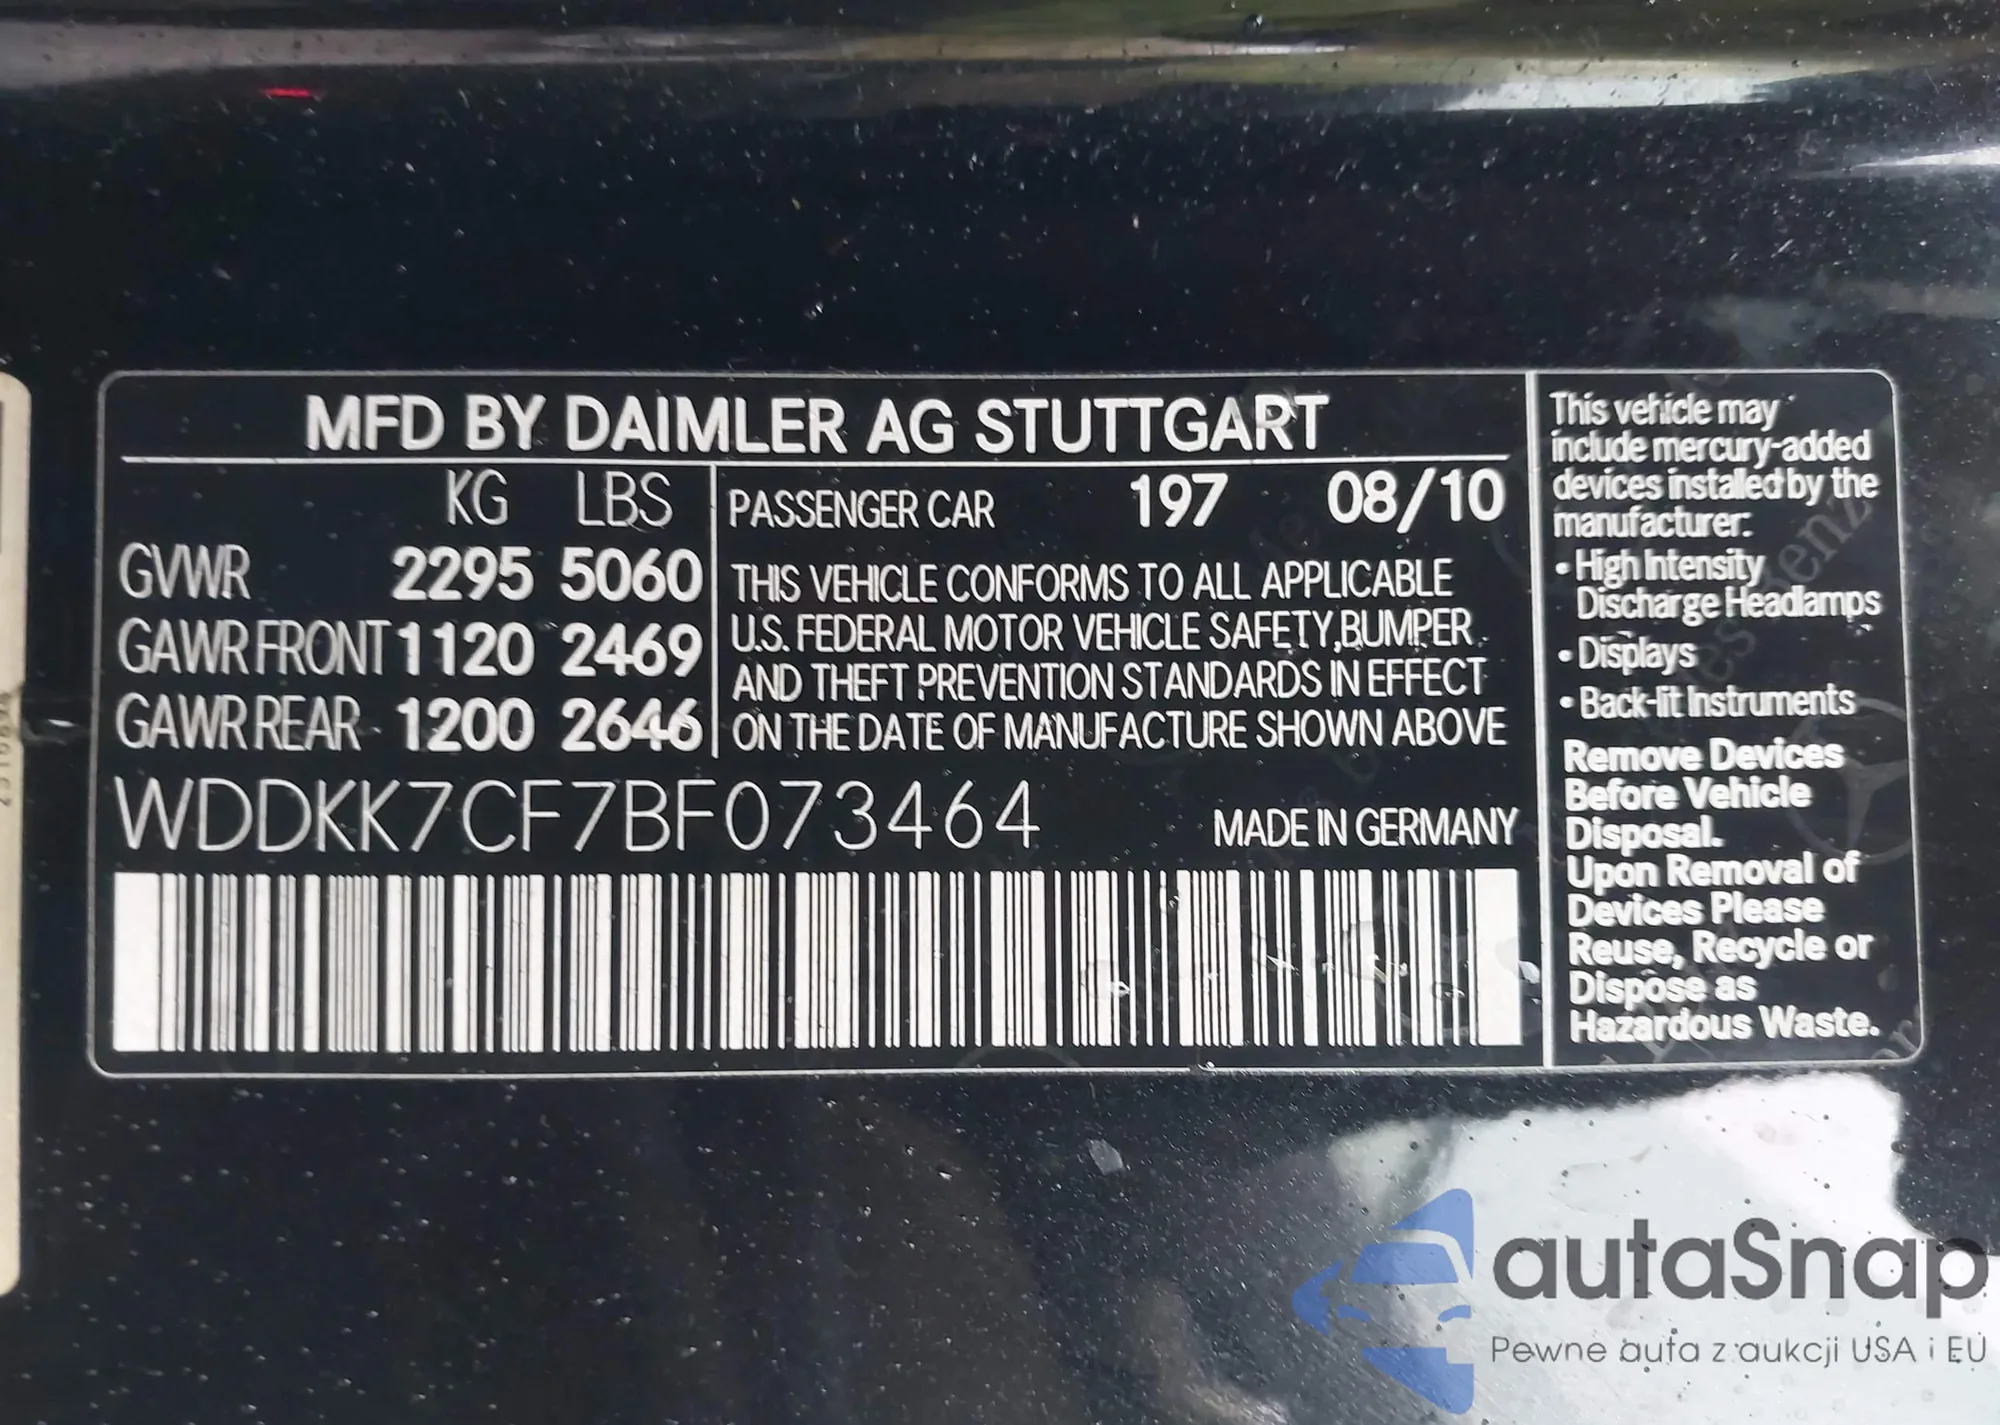 MFD BY DAIMLER AG STUTTGART
KG LBS
GVWR 2295 5060
GAWR FRONT 1120 2469
GAWR REAR 1200 2646
PASSENGER CAR 197 08/10
THIS VEHICLE CONFORMS TO ALL APPLICABLE
U.S. FEDERAL MOTOR VEHICLE SAFETY,BUMPER
AND THEFT PREVENTION STANDARDS IN EFFECT
ON THE DATE OF MANUFACTURE SHOWN ABOVE
WDDKK7CF7BF073464
MADE IN GERMANY
This vehicle may
include mercury-added
devices installed by the
manufacturer:
• High Intensity
Discharge Headlamps
• Displays
• Back-lit Instruments
Remove Devices
Before Vehicle
Disposal.
Upon Removal of
Devices Please
Reuse, Recycle or
Dispose as
Hazardous Waste.
autaSnap
Pewne auta z aukcji USA i EU